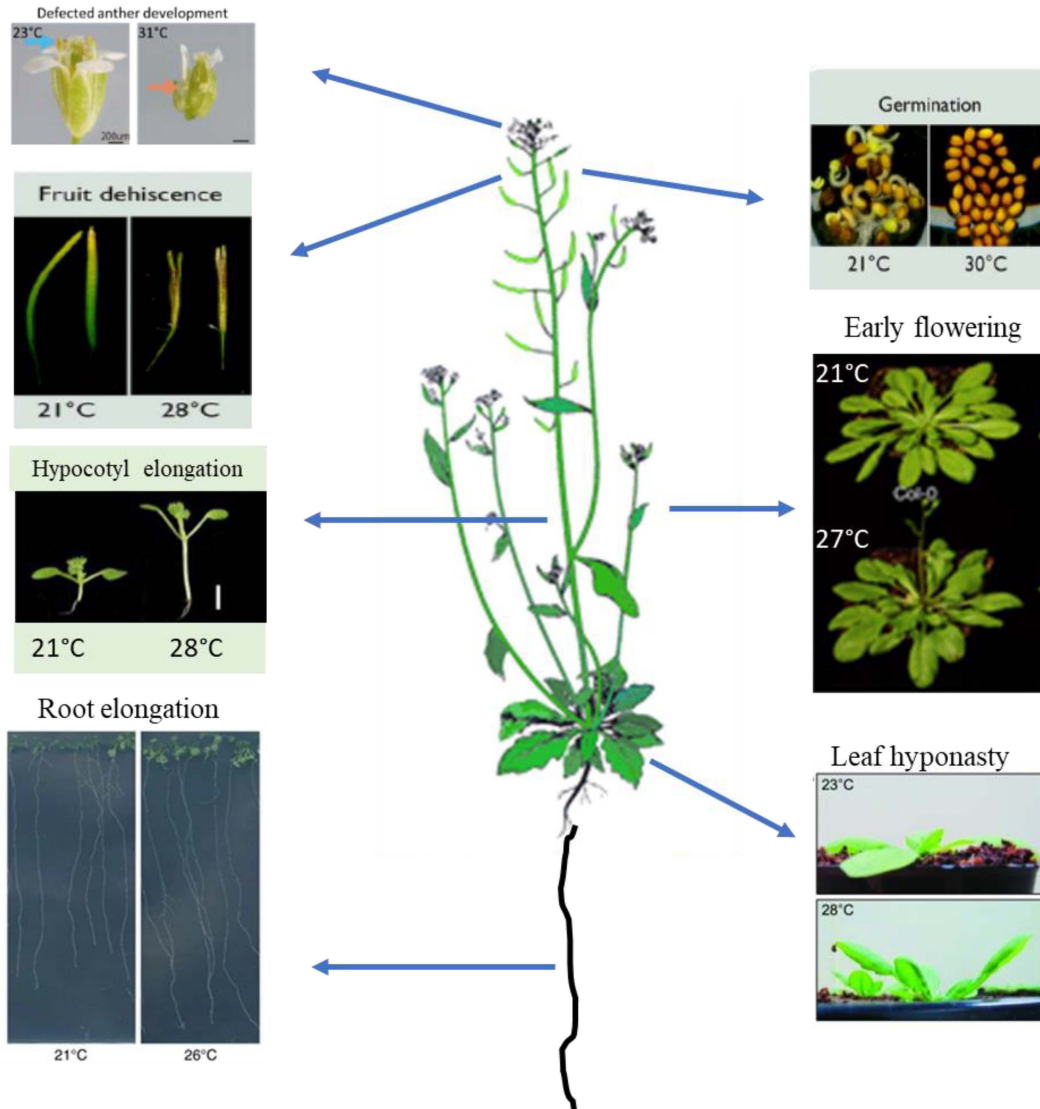 Defected anther development
23°C
31°C
200um
Fruit dehiscence
21°C
28°C
Hypocotyl elongation
21°C
28°C
Root elongation
21°C
26°C
Germination
21°C
30°C
Early flowering
21°C
Col-0
27°C
Leaf hyponasty
23°C
28°C